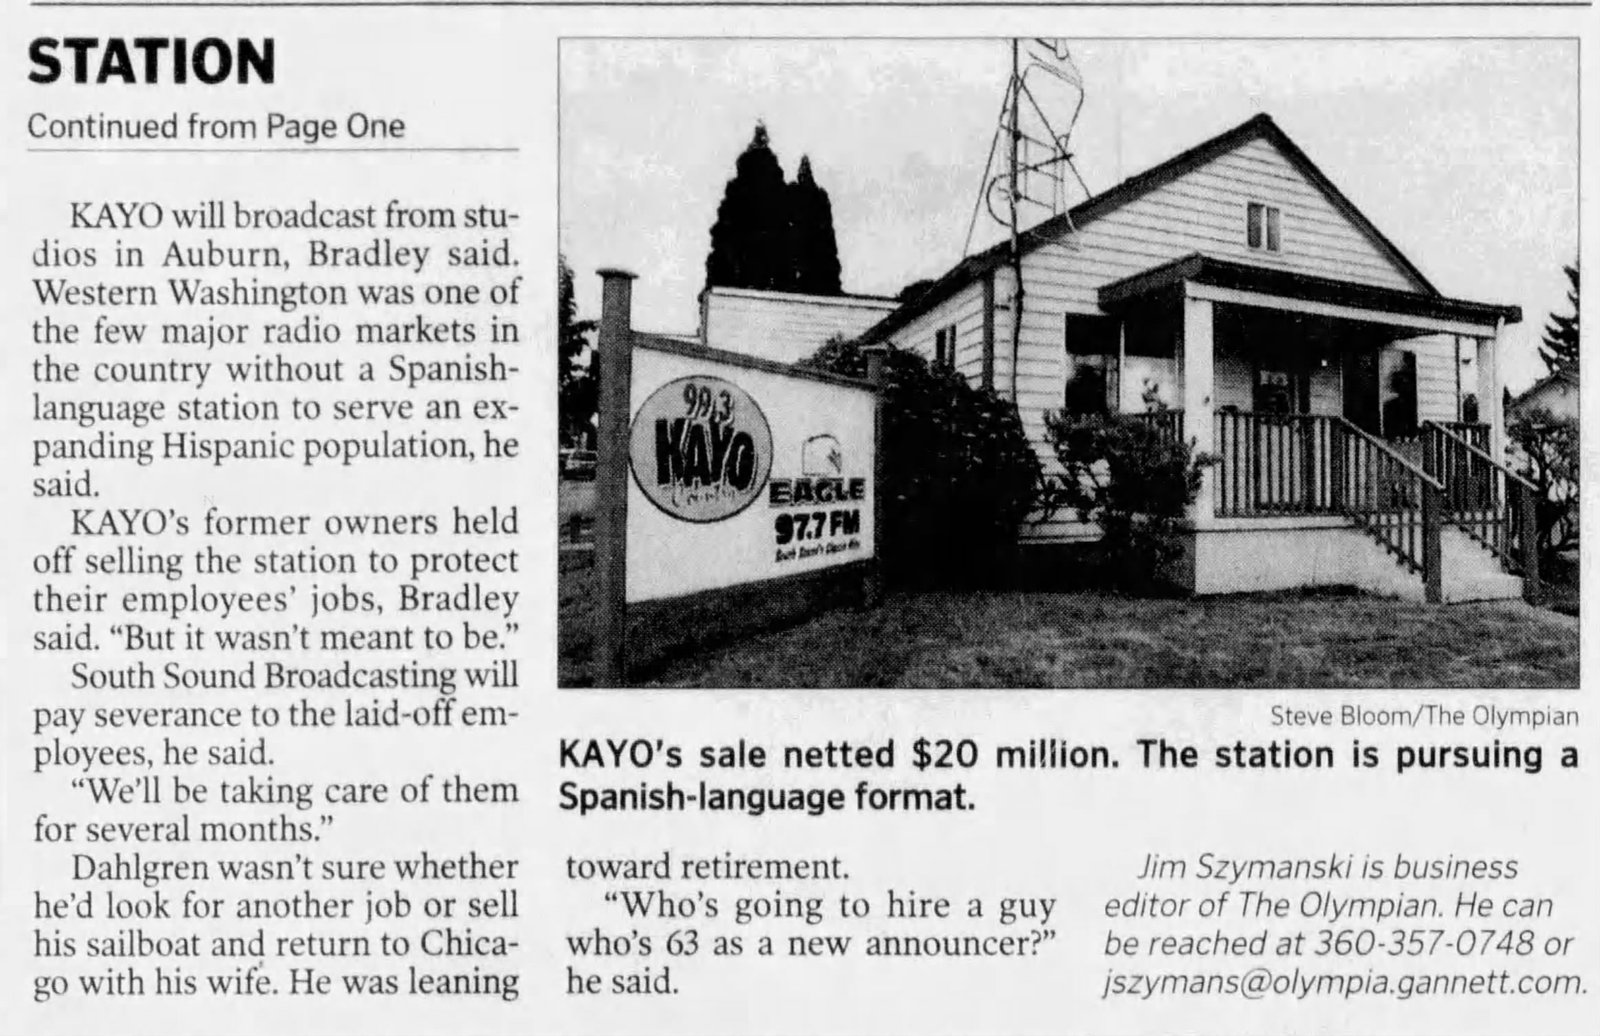 STATION
Continued from Page One
KAYO will broadcast from stu-
dios in Auburn, Bradley said.
Western Washington was one of
the few major radio markets in
the country without a Spanish-
language station to serve an ex-
panding Hispanic population, he
said.
KAYO's former owners held
off selling the station to protect
their employees' jobs, Bradley
said. “But it wasn't meant to be.”
South Sound Broadcasting will
pay severance to the laid-off em-
ployees, he said.
“We'll be taking care of them
for several months.”
Dahlgren wasn't sure whether
he'd look for another job or sell
his sailboat and return to Chica-
go with his wife. He was leaning
99.3
KAYO
Country
EAGLE
97.7 FM
South Sound's Classic Hits
Steve Bloom/The Olympian
KAYO's sale netted $20 million. The station is pursuing a
Spanish-language format.
toward retirement.
“Who's going to hire a guy
who's 63 as a new announcer?”
he said.
Jim Szymanski is business
editor of The Olympian. He can
be reached at 360-357-0748 or
jszymans@olympia.gannett.com.